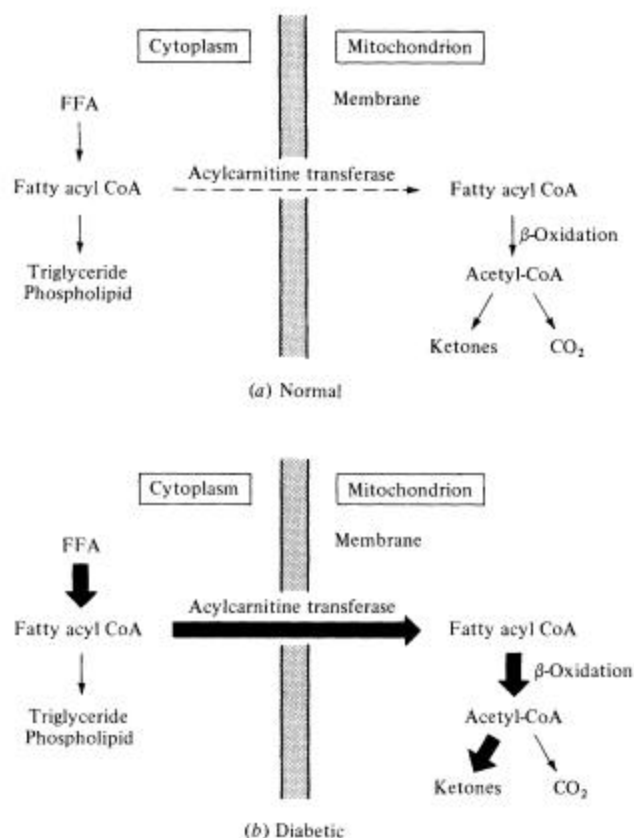 Cytoplasm Mitochondrion
FFA Membrane
Acylcarnitine transferase
Fatty acyl CoA Fatty acyl CoA
β-Oxidation
Triglyceride
Phospholipid
Acetyl-CoA
Ketones CO₂
(a) Normal
Cytoplasm Mitochondrion
FFA Membrane
Acylcarnitine transferase
Fatty acyl CoA Fatty acyl CoA
β-Oxidation
Triglyceride
Phospholipid
Acetyl-CoA
Ketones CO₂
(b) Diabetic